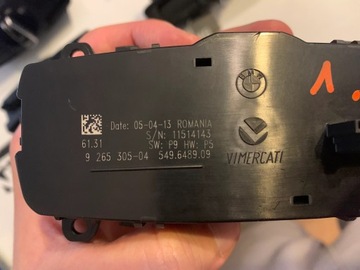 BMW
Date: 05-04-13 ROMANIA
S/N: 11514143
61.31 SW: P9 HW: P5
9 265 305-04 549.6489.09
VIMERCATI
1.